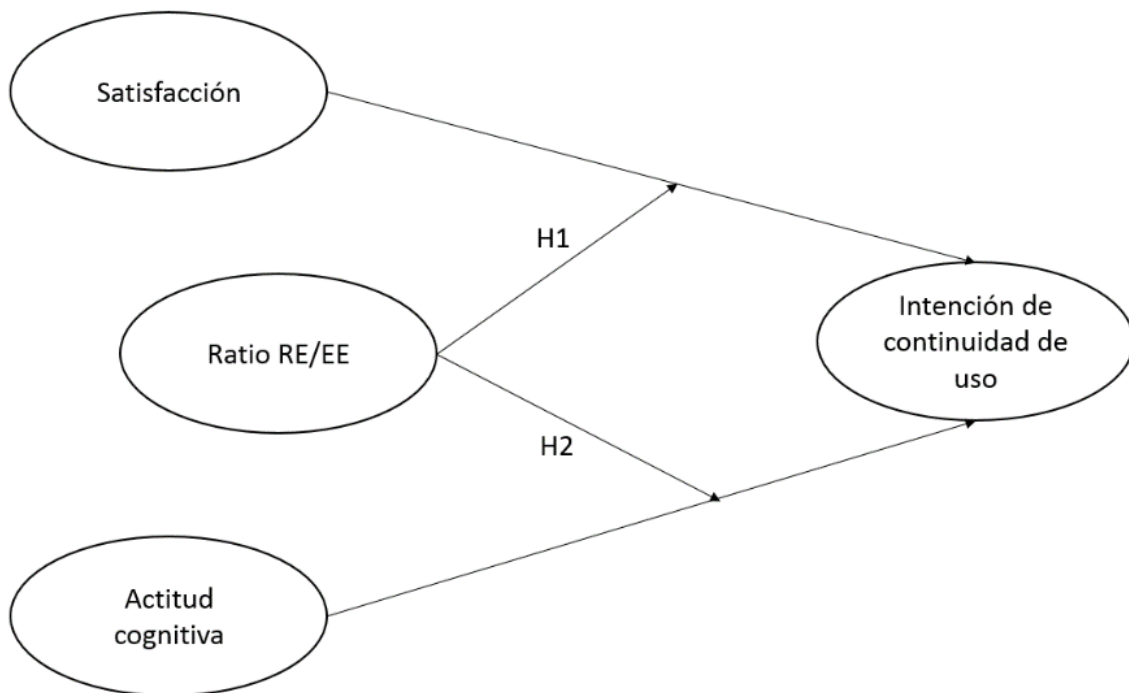 Satisfacción
H1
Ratio RE/EE
Intención de
continuidad de
uso
H2
Actitud
cognitiva